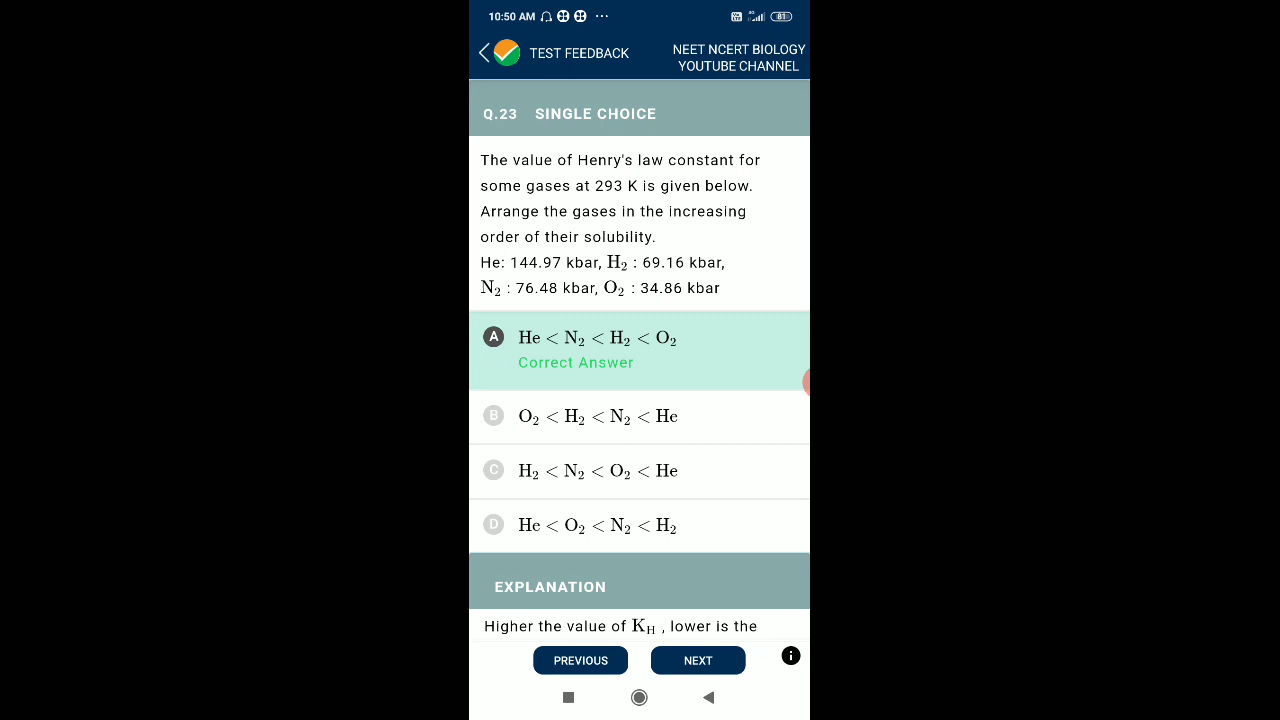 10:50 AM ... 4G 81
TEST FEEDBACK
NEET NCERT BIOLOGY
YOUTUBE CHANNEL
Q.23 SINGLE CHOICE
The value of Henry's law constant for
some gases at 293 K is given below.
Arrange the gases in the increasing
order of their solubility.
He: 144.97 kbar, H₂ : 69.16 kbar,
N₂ : 76.48 kbar, O₂ : 34.86 kbar
A He < N₂ < H₂ < O₂
Correct Answer
B O₂ < H₂ < N₂ < He
C H₂ < N₂ < O₂ < He
D He < O₂ < N₂ < H₂
EXPLANATION
Higher the value of K_H , lower is the
PREVIOUS NEXT i